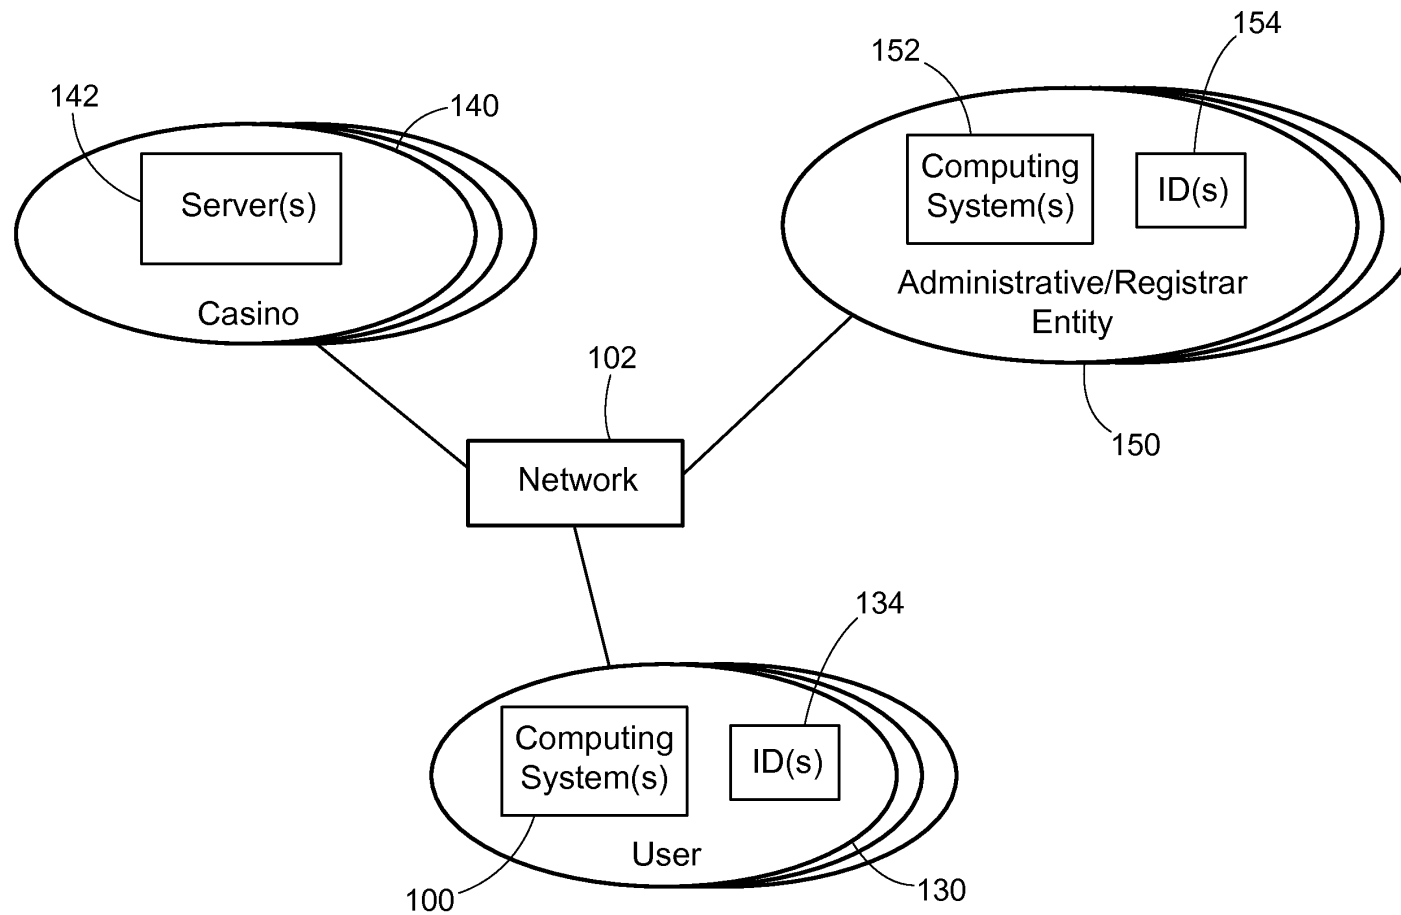 154
152
142
140
Computing
System(s)
ID(s)
Server(s)
Administrative/Registrar
Entity
Casino
102
150
Network
134
Computing
System(s)
ID(s)
User
100
130